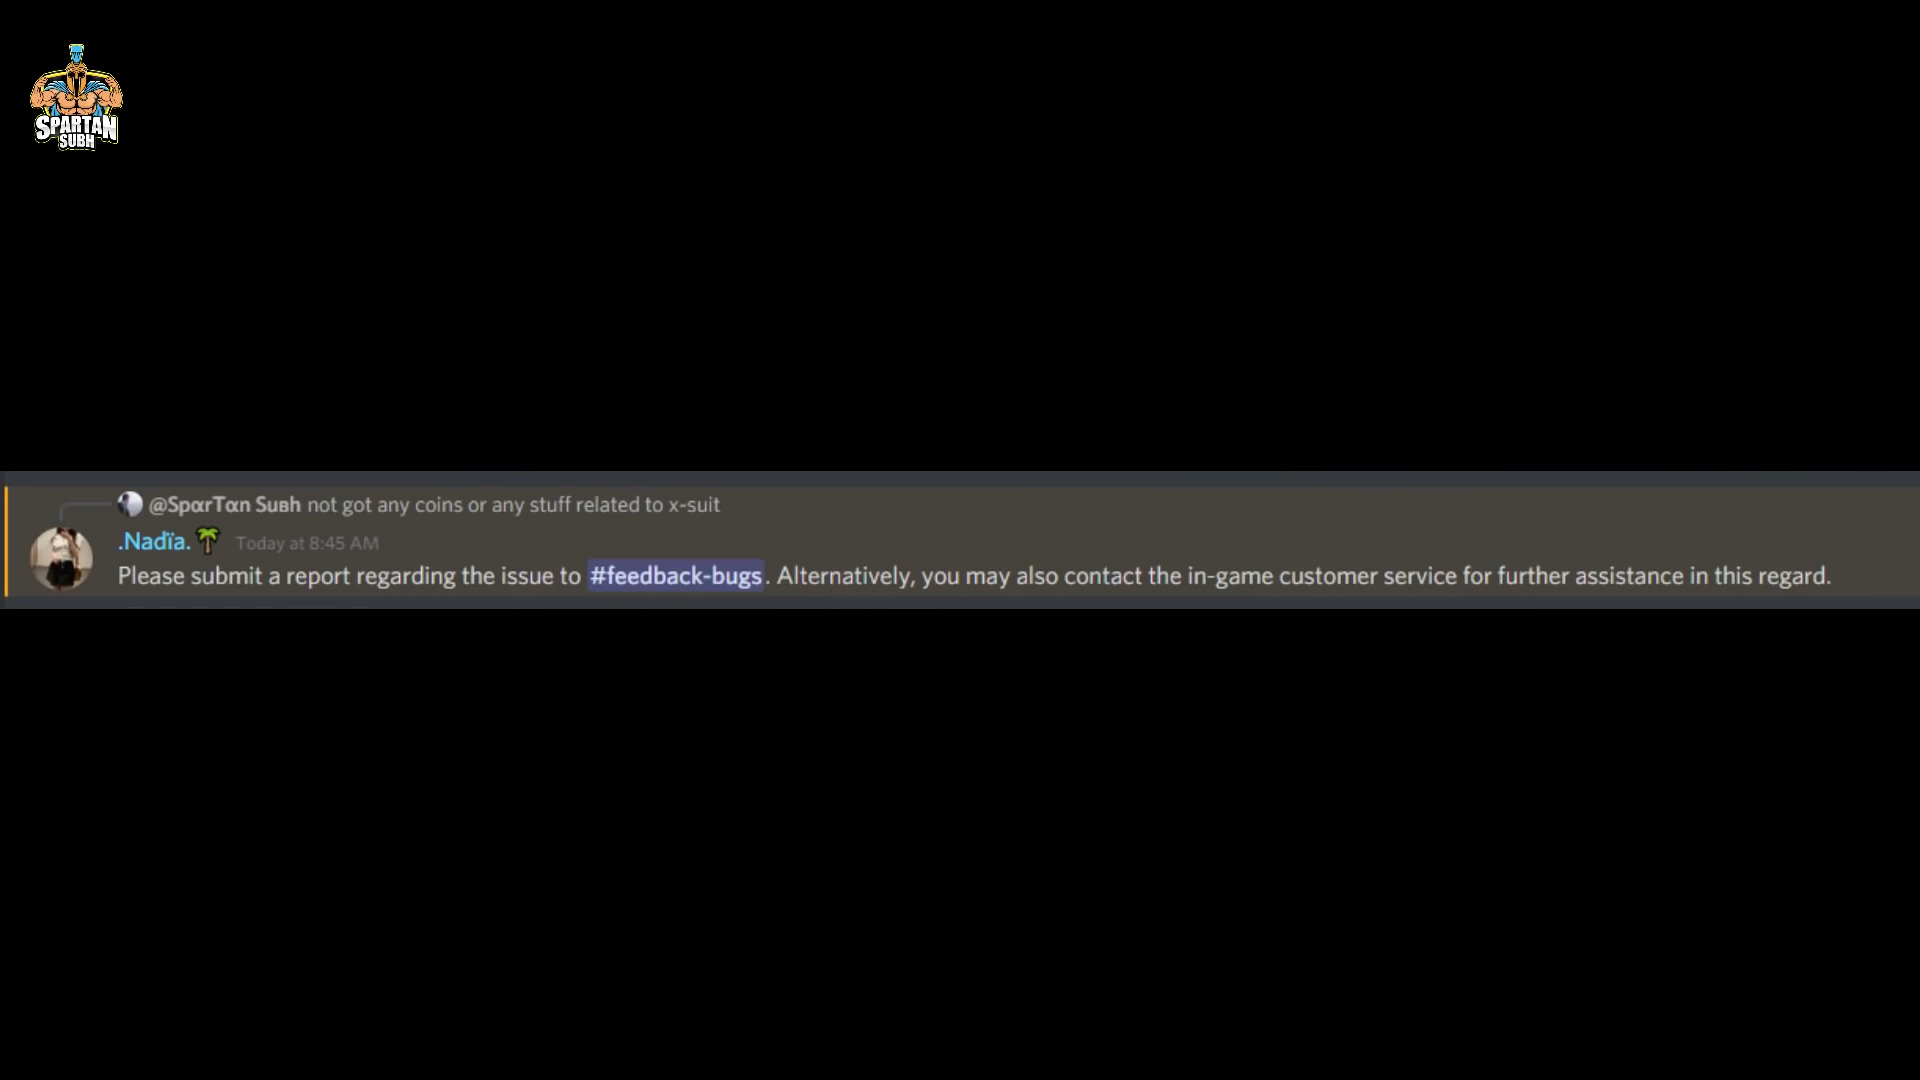 SPARTAN
SUBH
@SpαrTαn Suвh not got any coins or any stuff related to x-suit
.Nadïa.🌴 Today at 8:45 AM
Please submit a report regarding the issue to #feedback-bugs. Alternatively, you may also contact the in-game customer service for further assistance in this regard.